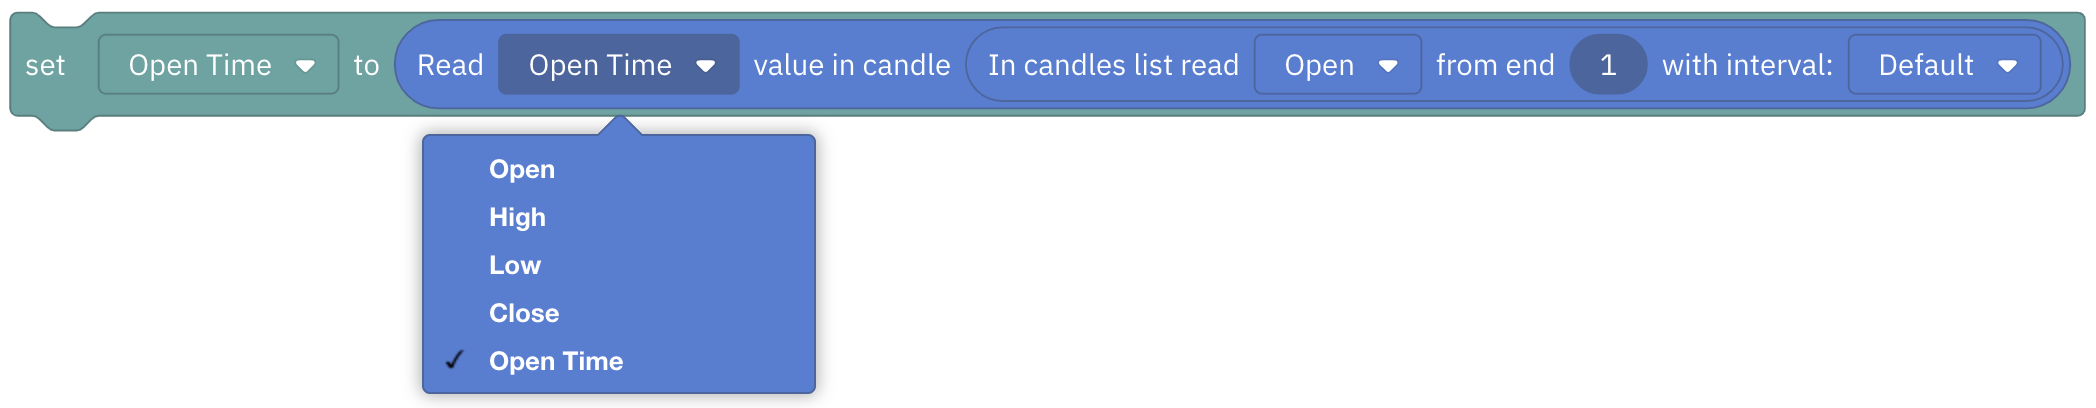 set Open Time to Read Open Time value in candle In candles list read Open from end 1 with interval: Default
Open
High
Low
Close
✓ Open Time